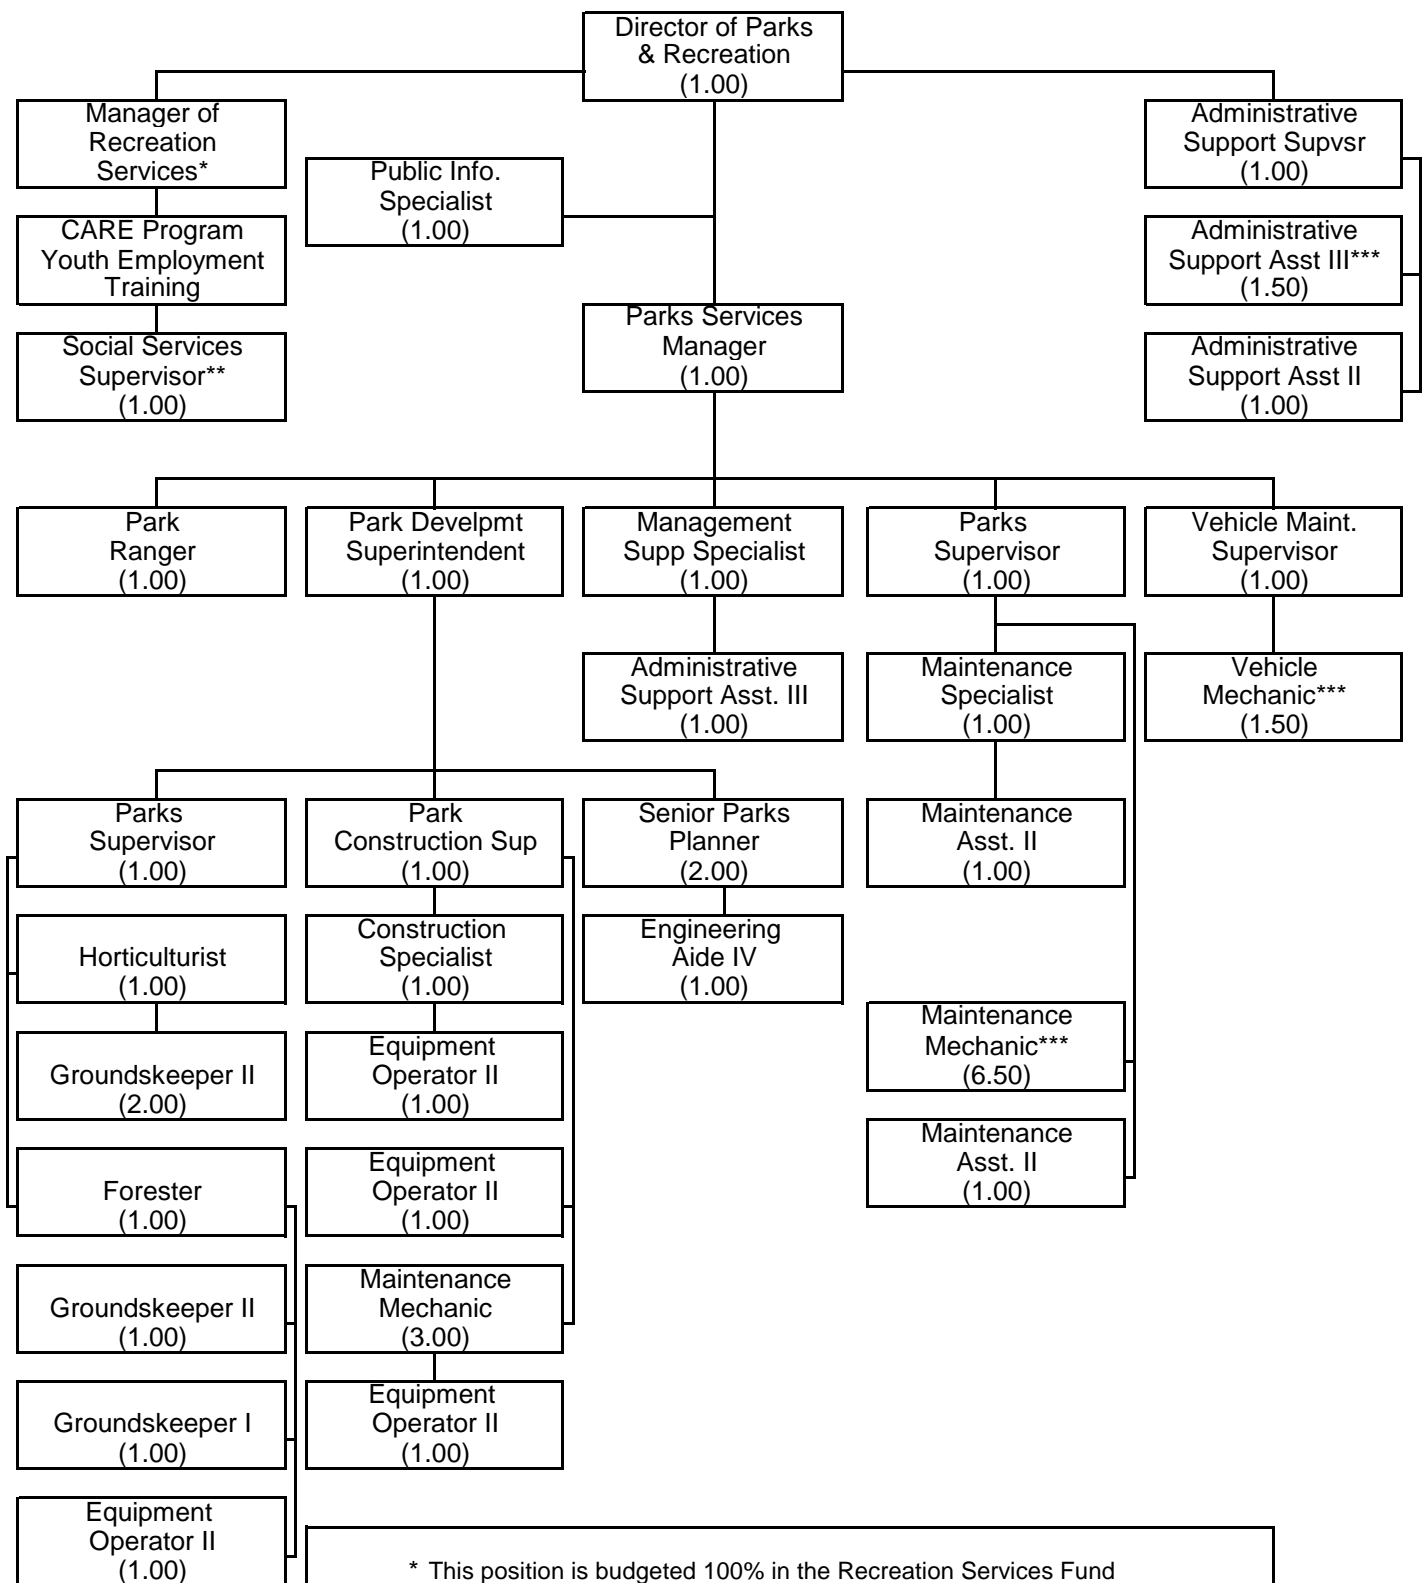 Director of Parks
& Recreation
(1.00)
Manager of
Recreation
Services*
Administrative
Support Supvsr
(1.00)
Public Info.
Specialist
(1.00)
CARE Program
Youth Employment
Training
Administrative
Support Asst III***
(1.50)
Parks Services
Manager
(1.00)
Social Services
Supervisor**
(1.00)
Administrative
Support Asst II
(1.00)
Park
Ranger
(1.00)
Park Develpmt
Superintendent
(1.00)
Management
Supp Specialist
(1.00)
Parks
Supervisor
(1.00)
Vehicle Maint.
Supervisor
(1.00)
Administrative
Support Asst. III
(1.00)
Maintenance
Specialist
(1.00)
Vehicle
Mechanic***
(1.50)
Parks
Supervisor
(1.00)
Park
Construction Sup
(1.00)
Senior Parks
Planner
(2.00)
Maintenance
Asst. II
(1.00)
Horticulturist
(1.00)
Construction
Specialist
(1.00)
Engineering
Aide IV
(1.00)
Maintenance
Mechanic***
(6.50)
Groundskeeper II
(2.00)
Equipment
Operator II
(1.00)
Maintenance
Asst. II
(1.00)
Forester
(1.00)
Equipment
Operator II
(1.00)
Groundskeeper II
(1.00)
Maintenance
Mechanic
(3.00)
Groundskeeper I
(1.00)
Equipment
Operator II
(1.00)
Equipment
Operator II
(1.00)
* This position is budgeted 100% in the Recreation Services Fund